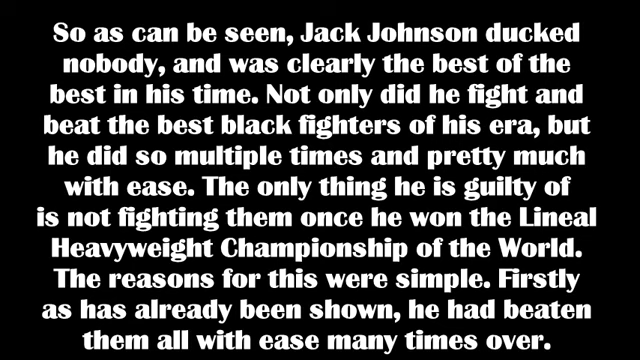 So as can be seen, Jack Johnson ducked
nobody, and was clearly the best of the
best in his time. Not only did he fight and
beat the best black fighters of his era, but
he did so multiple times and pretty much
with ease. The only thing he is guilty of
is not fighting them once he won the Lineal
Heavyweight Championship of the World.
The reasons for this were simple. Firstly
as has already been shown, he had beaten
them all with ease many times over.